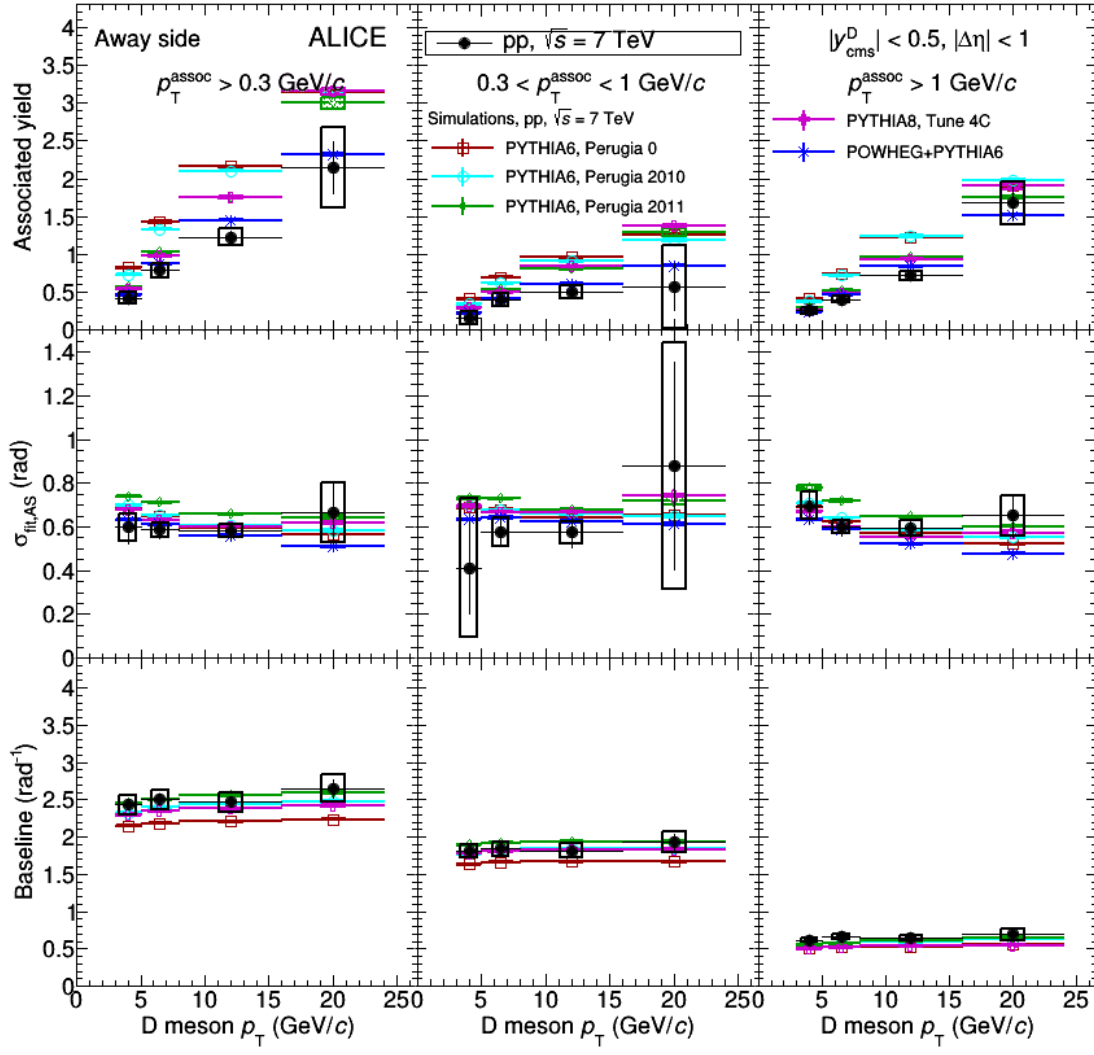 Away side ALICE
p_T^assoc > 0.3 GeV/c
pp, √s = 7 TeV
0.3 < p_T^assoc < 1 GeV/c
Simulations, pp, √s = 7 TeV
PYTHIA6, Perugia 0
PYTHIA6, Perugia 2010
PYTHIA6, Perugia 2011
|y_cms^D| < 0.5, |Δη| < 1
p_T^assoc > 1 GeV/c
PYTHIA8, Tune 4C
POWHEG+PYTHIA6
Associated yield
4
3.5
3
2.5
2
1.5
1
0.5
0
σ_fit,AS (rad)
1.4
1.2
1
0.8
0.6
0.4
0.2
0
Baseline (rad⁻¹)
4
3.5
3
2.5
2
1.5
1
0.5
0
0 5 10 15 20 25 0 5 10 15 20 25 0 5 10 15 20 25
D meson p_T (GeV/c) D meson p_T (GeV/c) D meson p_T (GeV/c)